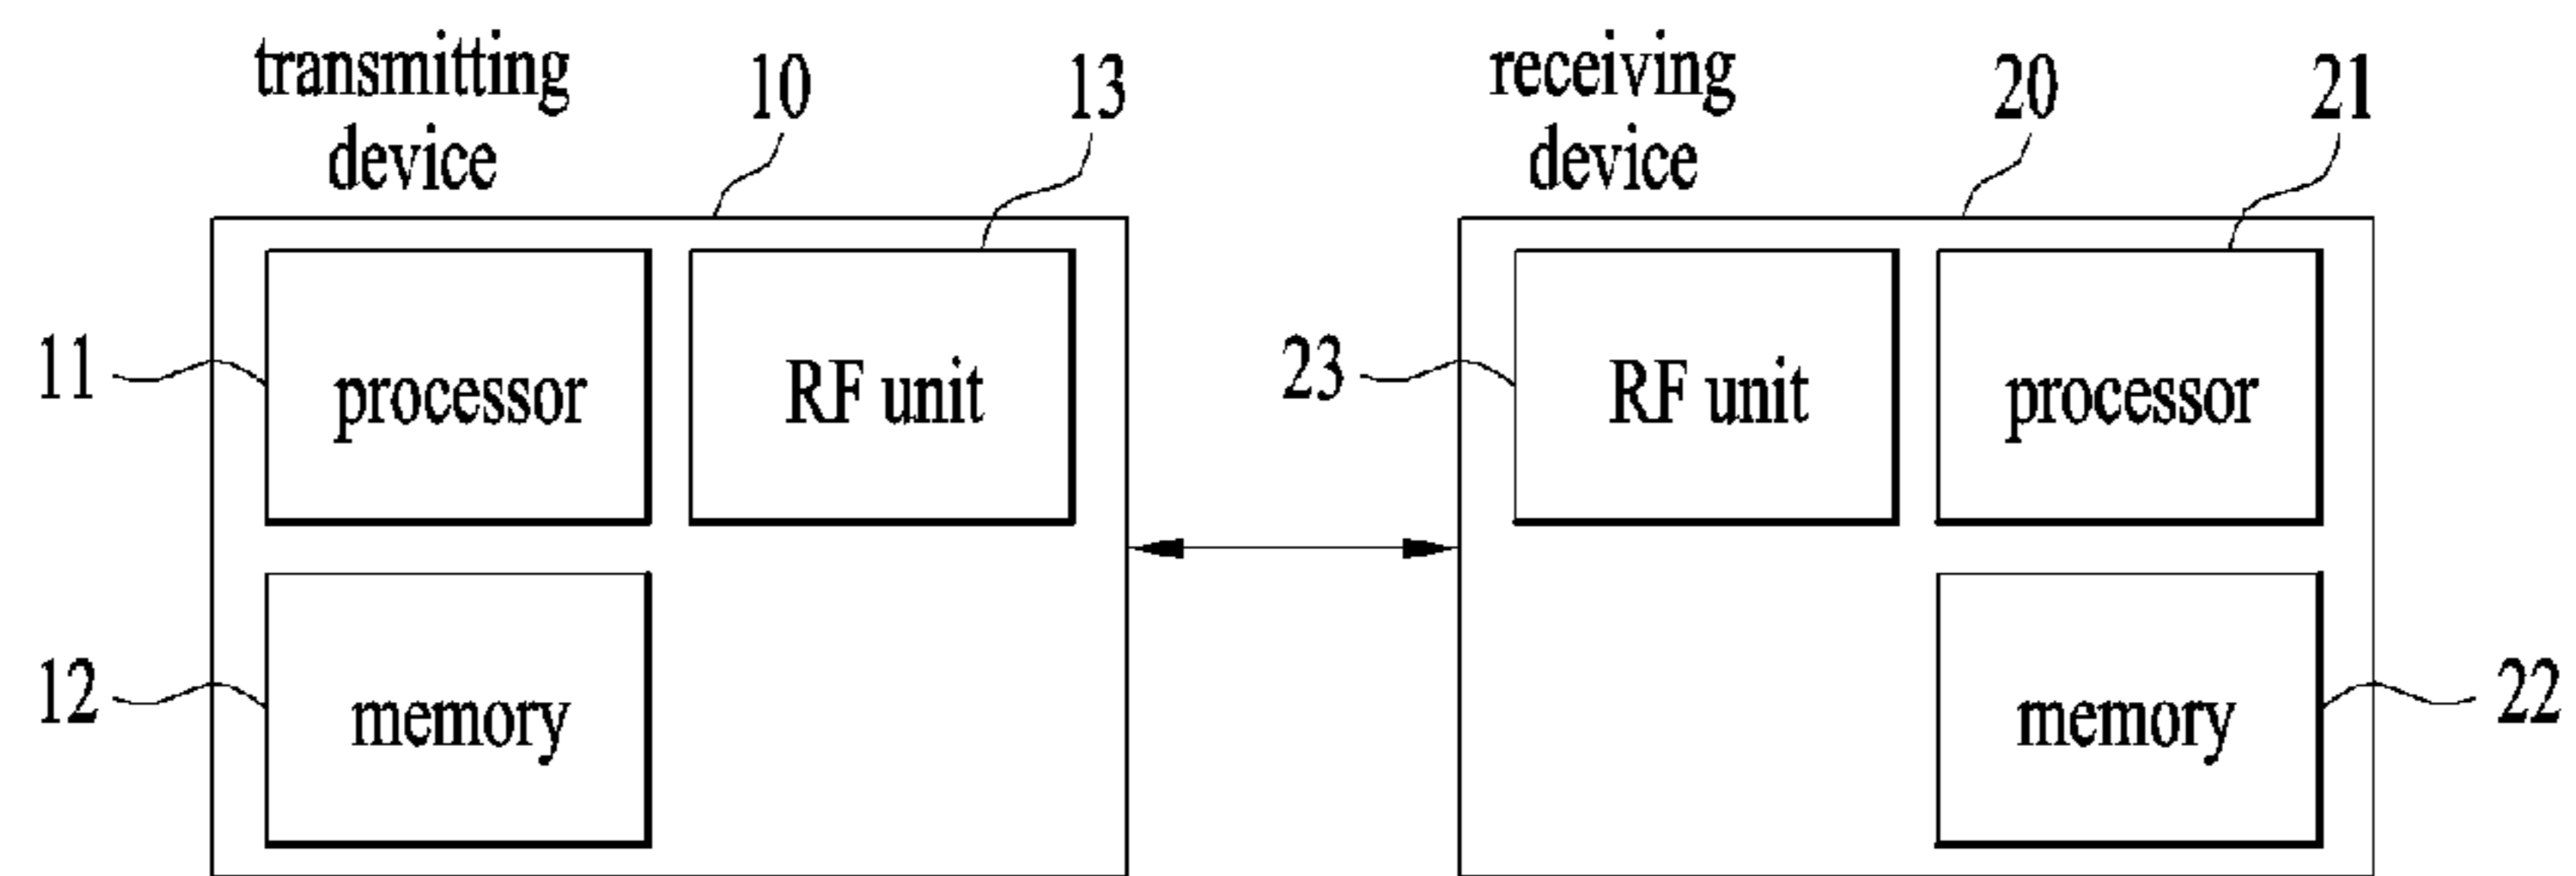 transmitting
device
10
13
receiving
device
20
21
11
processor
RF unit
23
RF unit
processor
12
memory
memory
22